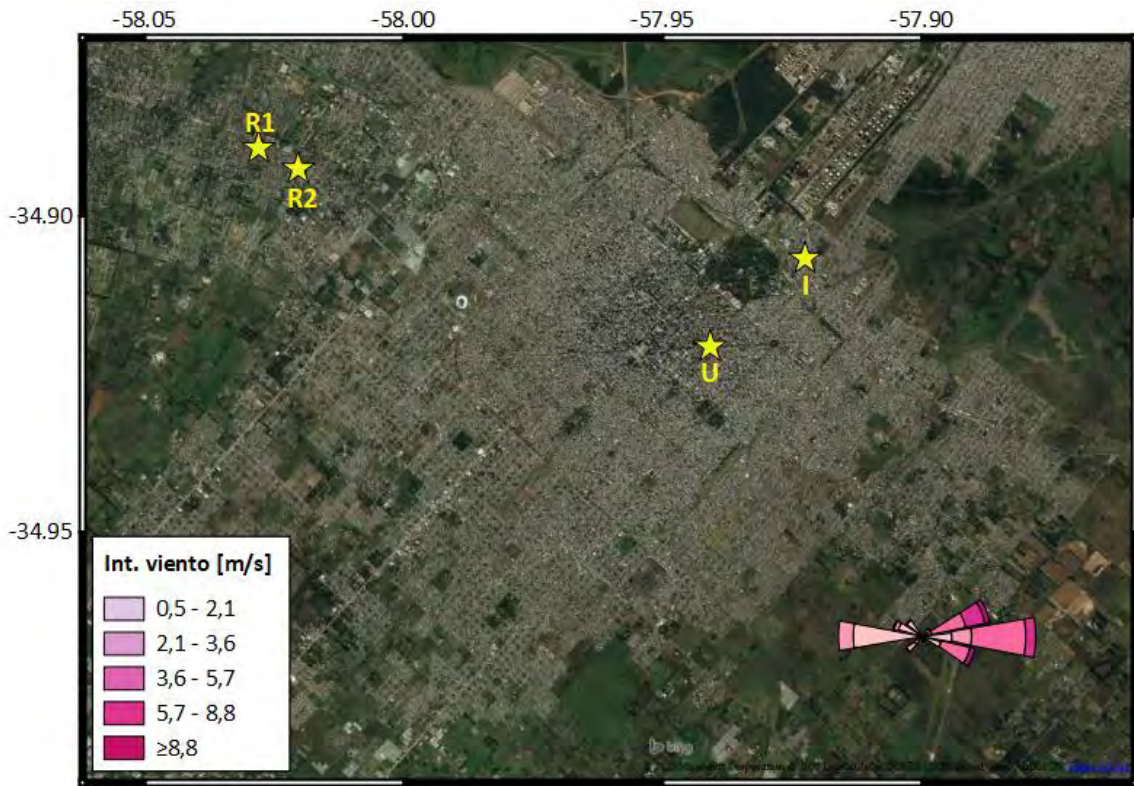 -58.05 -58.00 -57.95 -57.90
R1
R2
-34.90
I
U
-34.95
Int. viento [m/s]
0,5 - 2,1
2,1 - 3,6
3,6 - 5,7
5,7 - 8,8
≥8,8
bing